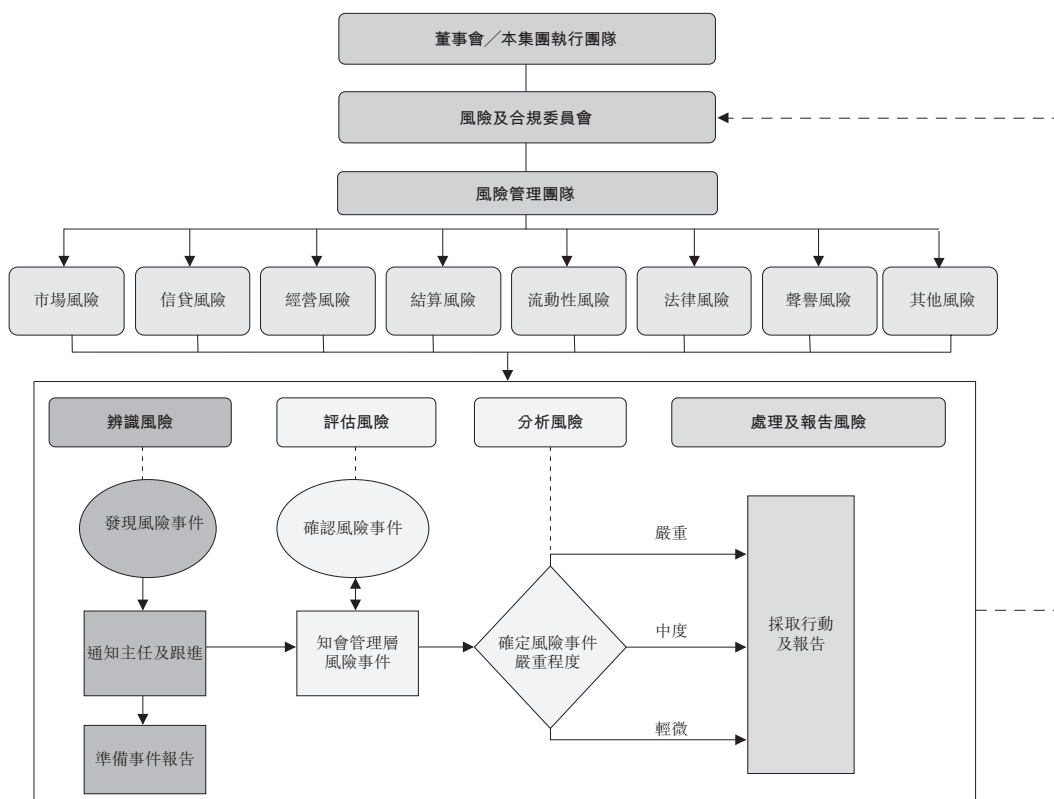 董事會╱本集團執行團隊
風險及合規委員會
風險管理團隊
市場風險
信貸風險
經營風險
結算風險
流動性風險
法律風險
聲譽風險
其他風險
辨識風險
評估風險
分析風險
處理及報告風險
發現風險事件
確認風險事件
嚴重
通知主任及跟進
知會管理層
風險事件
確定風險事件
嚴重程度
中度
採取行動
及報告
輕微
準備事件報告